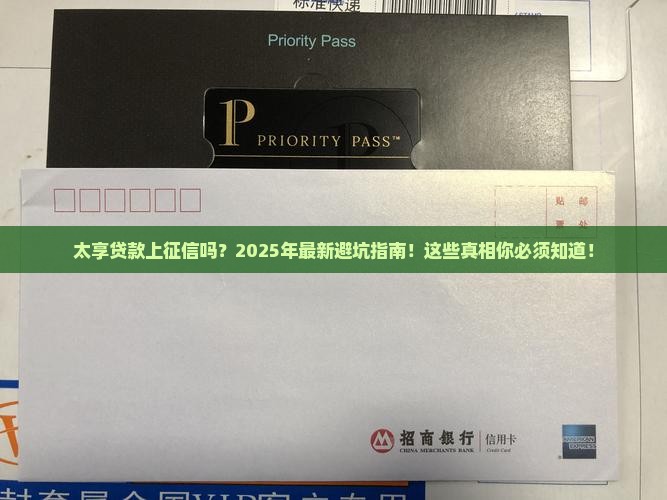 标准快递
Priority Pass
PRIORITY PASS™
贴 邮
票 处
太享贷款上征信吗？2025年最新避坑指南！这些真相你必须知道！
招商银行 信用卡
CHINA MERCHANTS BANK Credit Card
AMERICAN
EXPRESS